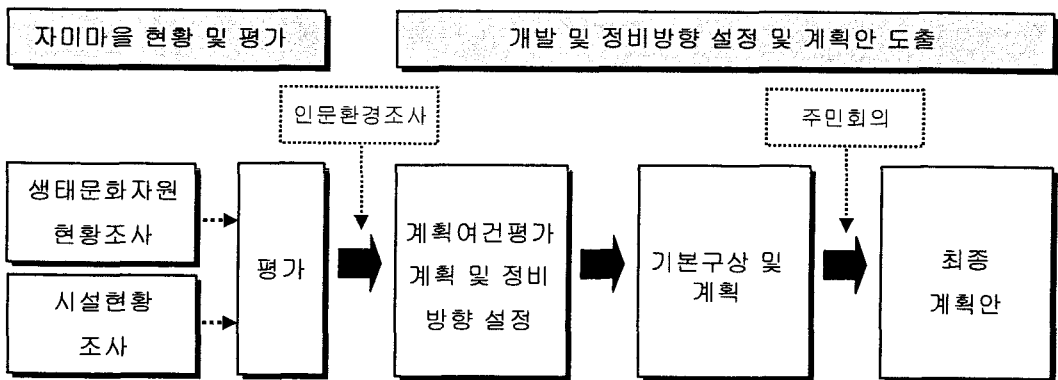 자미마을 현황 및 평가
개발 및 정비방향 설정 및 계획안 도출
인문환경조사
주민회의
생태문화자원
현황조사
시설현황
조사
평가
계획여건평가
계획 및 정비
방향 설정
기본구상 및
계획
최종
계획안